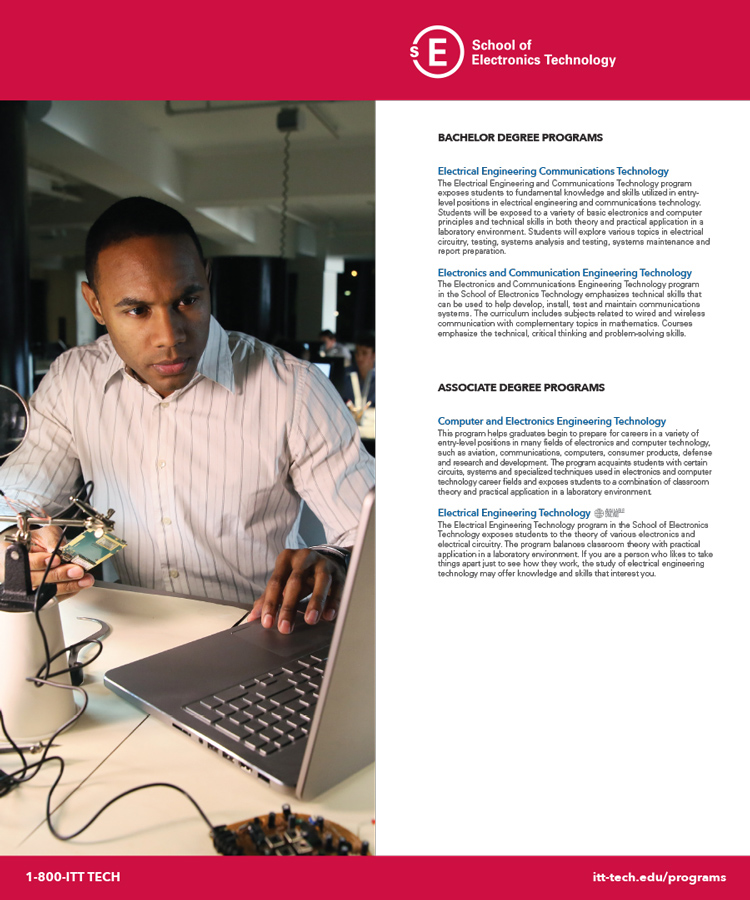 sE
School of
Electronics Technology
BACHELOR DEGREE PROGRAMS
Electrical Engineering Communications Technology
The Electrical Engineering and Communications Technology program
exposes students to fundamental knowledge and skills utilized in entry-
level positions in electrical engineering and communications technology.
Students will be exposed to a variety of basic electronics and computer
principles and technical skills in both theory and practical application in a
laboratory environment. Students will explore various topics in electrical
circuitry, testing, systems analysis and testing, systems maintenance and
report preparation.
Electronics and Communication Engineering Technology
The Electronics and Communications Engineering Technology program
in the School of Electronics Technology emphasizes technical skills that
can be used to help develop, install, test and maintain communications
systems. The curriculum includes subjects related to wired and wireless
communication with complementary topics in mathematics. Courses
emphasize the technical, critical thinking and problem-solving skills.
ASSOCIATE DEGREE PROGRAMS
Computer and Electronics Engineering Technology
This program helps graduates begin to prepare for careers in a variety of
entry-level positions in many fields of electronics and computer technology,
such as aviation, communications, computers, consumer products, defense
and research and development. The program acquaints students with certain
circuits, systems and specialized techniques used in electronics and computer
technology career fields and exposes students to a combination of classroom
theory and practical application in a laboratory environment.
Electrical Engineering Technology
The Electrical Engineering Technology program in the School of Electronics
Technology exposes students to the theory of various electronics and
electrical circuitry. The program balances classroom theory with practical
application in a laboratory environment. If you are a person who likes to take
things apart just to see how they work, the study of electrical engineering
technology may offer knowledge and skills that interest you.
1-800-ITT TECH
itt-tech.edu/programs